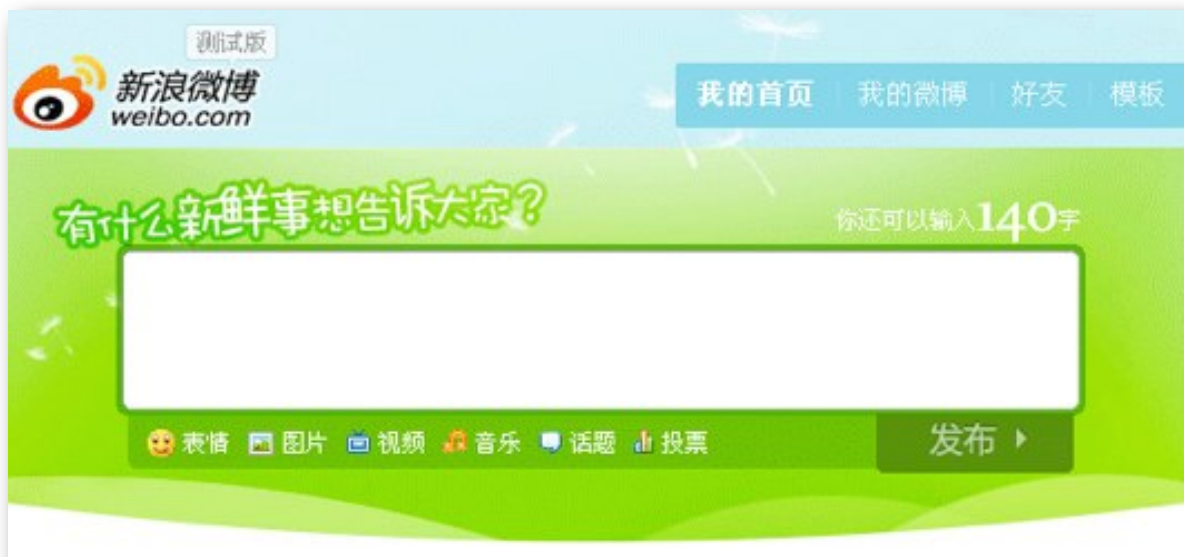 测试版
新浪微博
weibo.com
我的首页 我的微博 好友 模板
有什么新鲜事想告诉大家？
你还可以输入140字
表情 图片 视频 音乐 话题 投票
发布